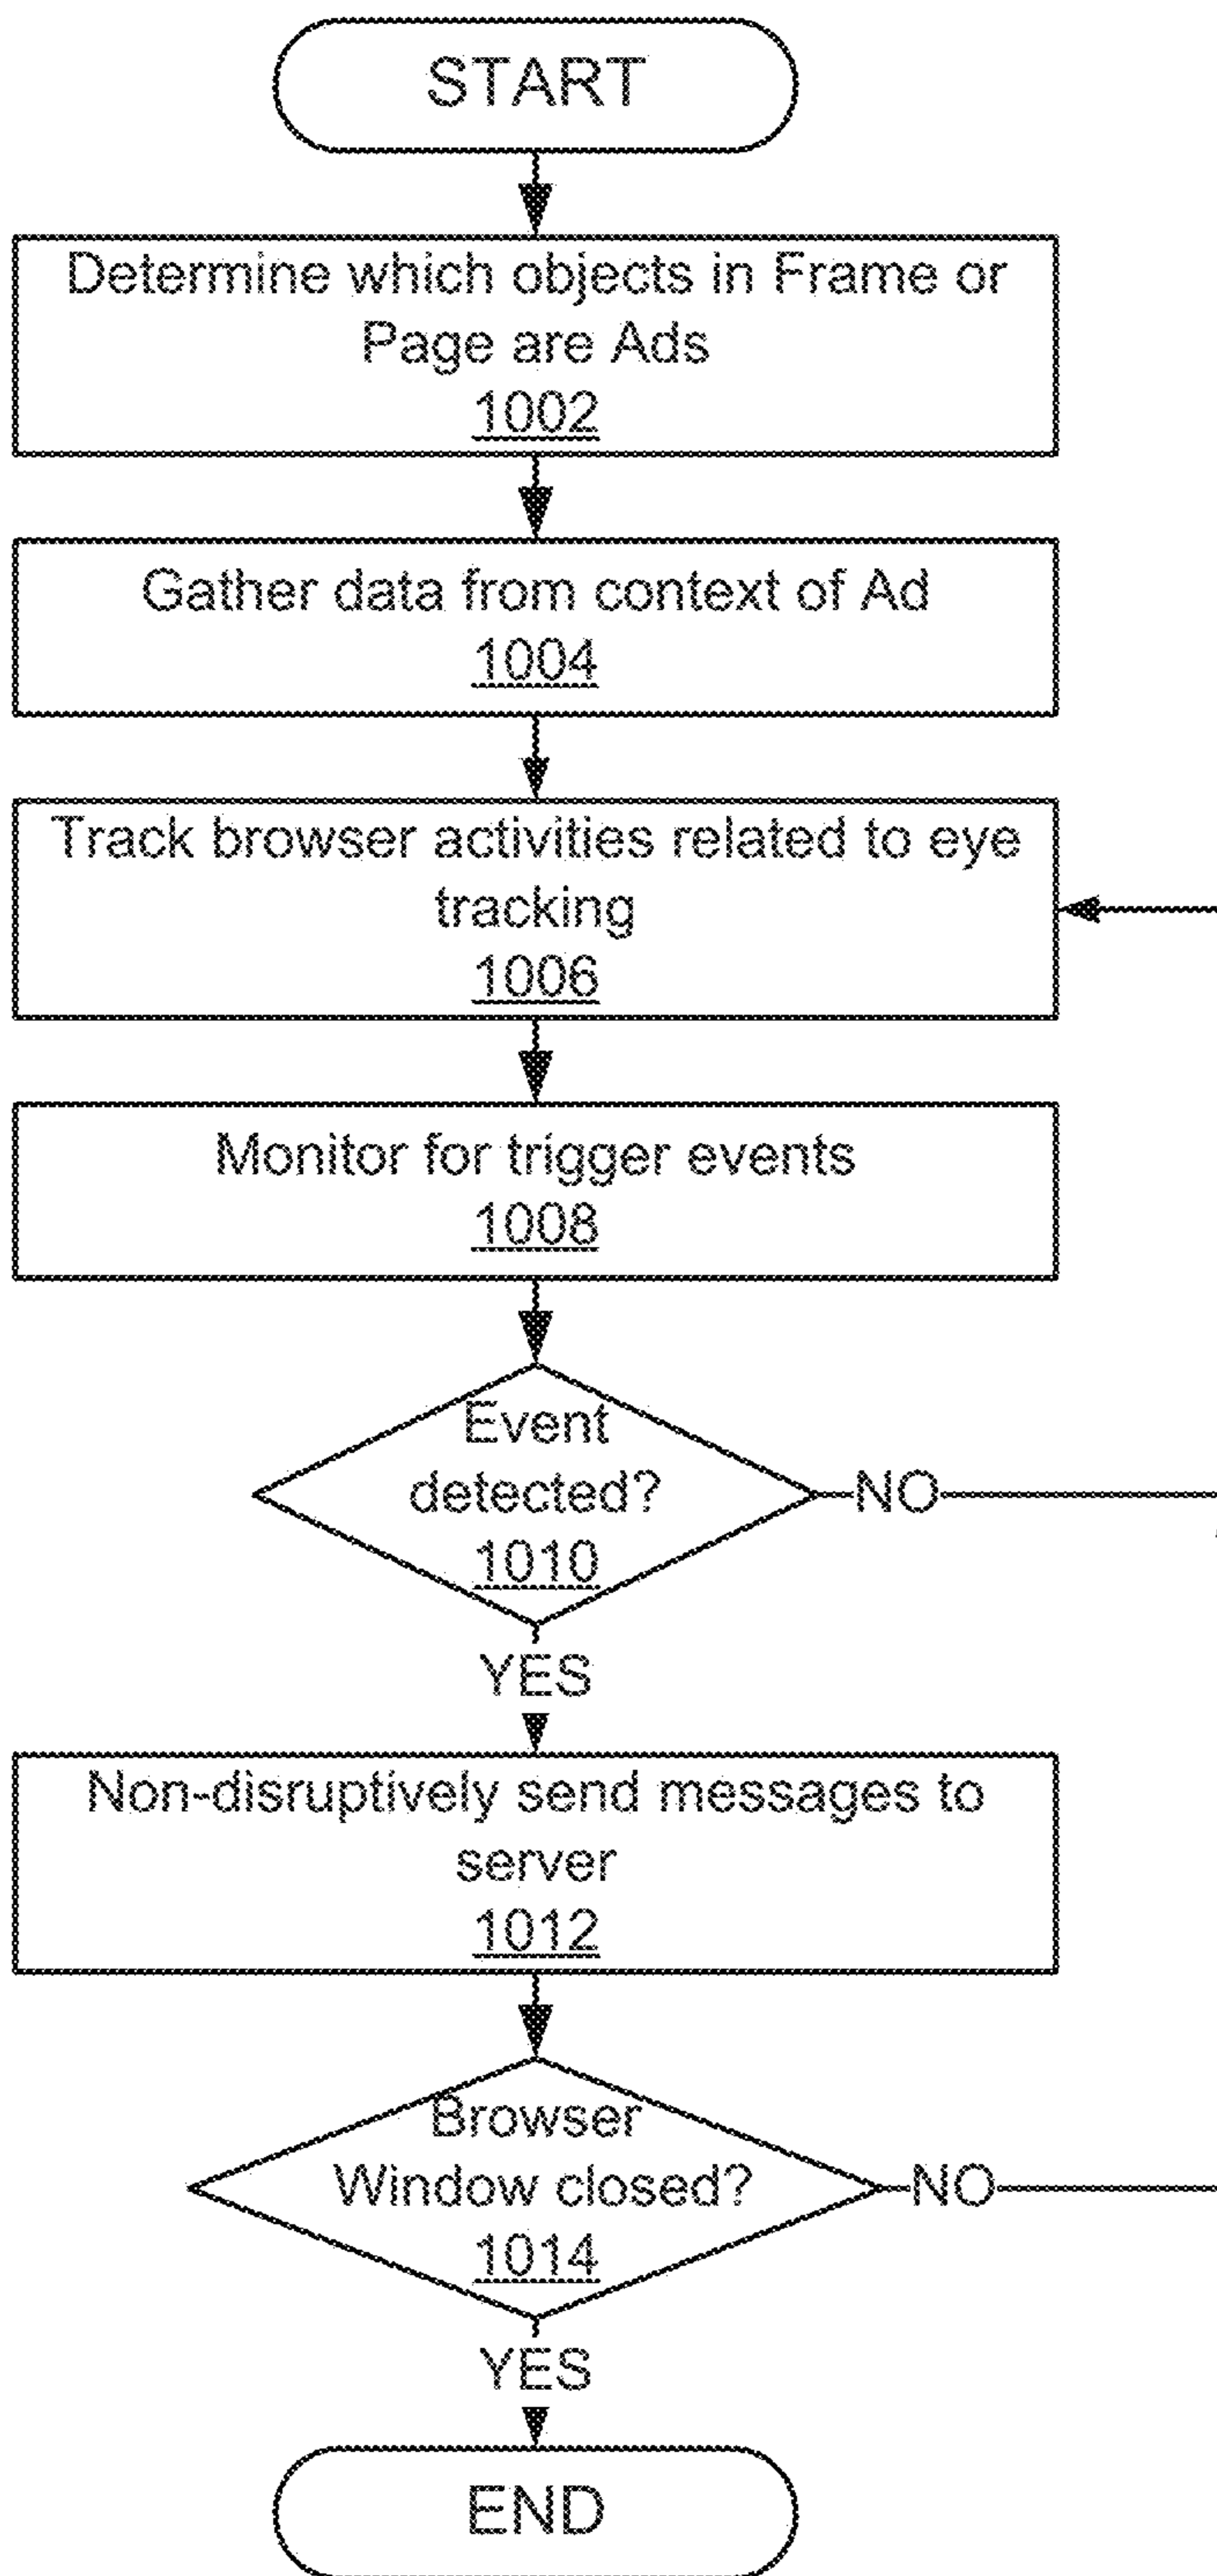 START
Determine which objects in Frame or
Page are Ads
1002
Gather data from context of Ad
1004
Track browser activities related to eye
tracking
1006
Monitor for trigger events
1008
Event
detected?
1010
NO
YES
Non-disruptively send messages to
server
1012
Browser
Window closed?
1014
NO
YES
END